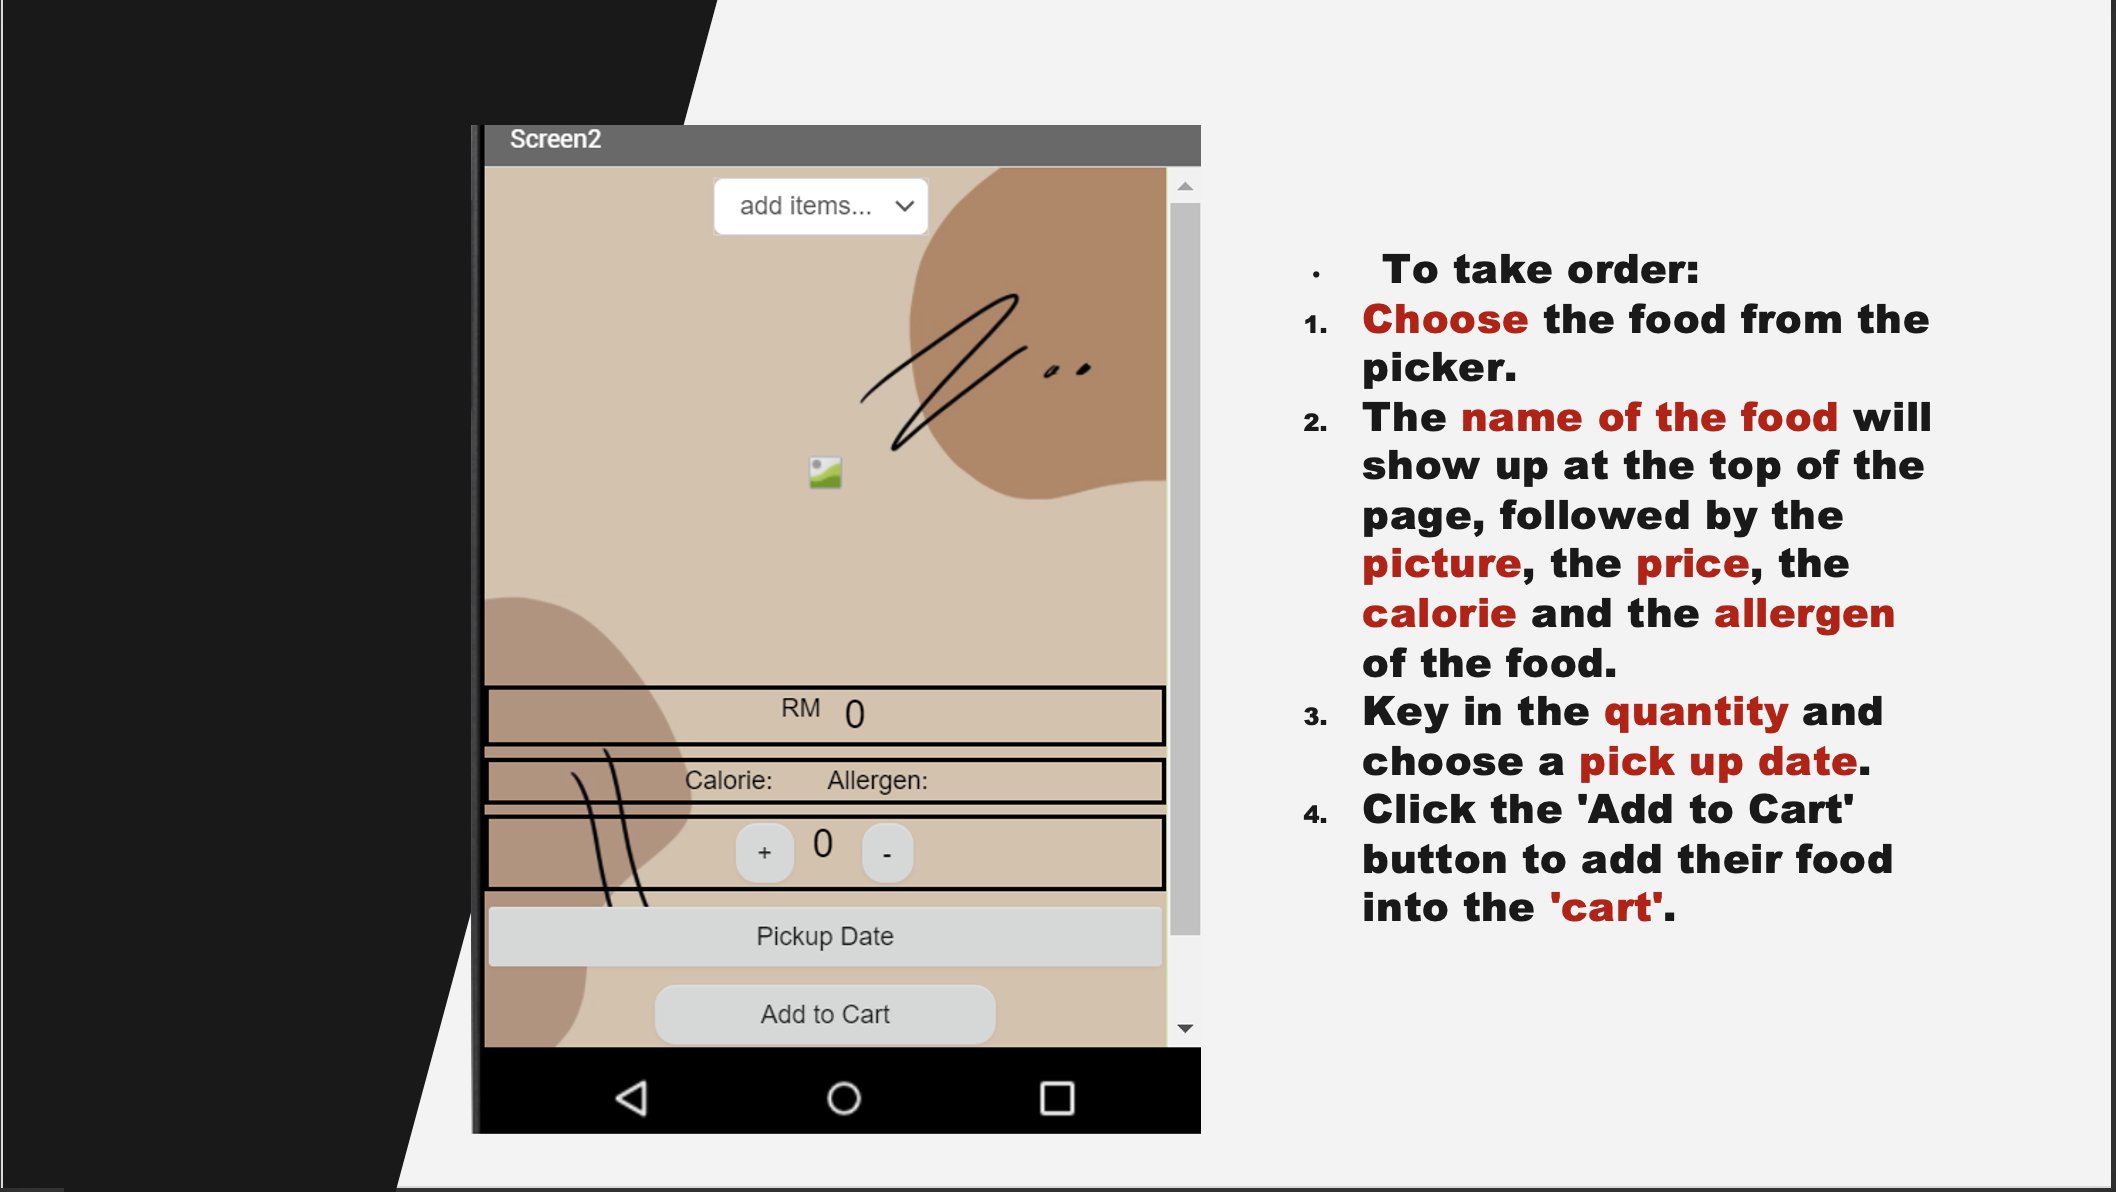 Screen2
add items...
RM 0
Calorie: Allergen:
+ 0 -
Pickup Date
Add to Cart
• To take order:
1. Choose the food from the
picker.
2. The name of the food will
show up at the top of the
page, followed by the
picture, the price, the
calorie and the allergen
of the food.
3. Key in the quantity and
choose a pick up date.
4. Click the 'Add to Cart'
button to add their food
into the 'cart'.